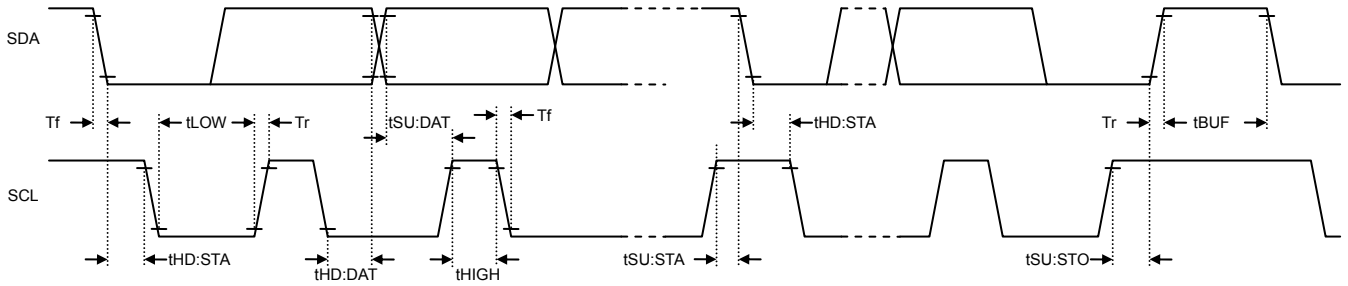 SDA
Tf
tLOW
Tr
tSU:DAT
Tf
tHD:STA
Tr
tBUF
SCL
tHD:STA
tHD:DAT
tHIGH
tSU:STA
tSU:STO